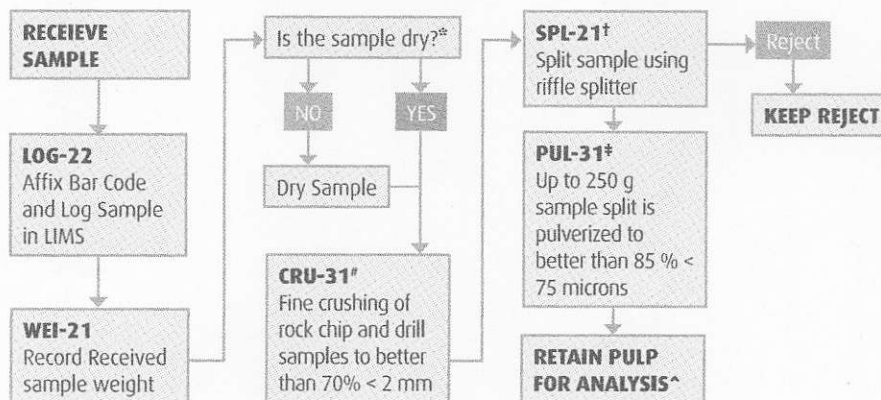 RECEIEVE
SAMPLE
LOG-22
Affix Bar Code
and Log Sample
in LIMS
WEI-21
Record Received
sample weight
Is the sample dry?*
NO
YES
Dry Sample
CRU-31#
Fine crushing of
rock chip and drill
samples to better
than 70% < 2 mm
SPL-21†
Split sample using
riffle splitter
Reject
KEEP REJECT
PUL-31‡
Up to 250 g
sample split is
pulverized to
better than 85 % <
75 microns
RETAIN PULP
FOR ANALYSIS^